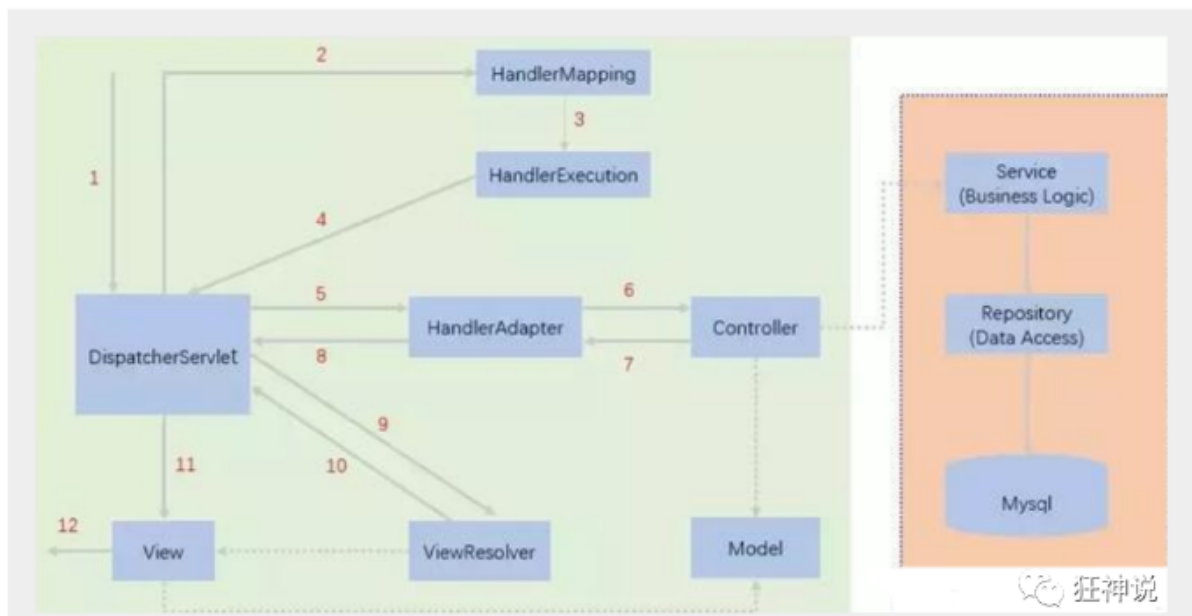 2
HandlerMapping
3
1
HandlerExecution
Service
(Business Logic)
4
5
6
DispatcherServlet
HandlerAdapter
Controller
Repository
(Data Access)
8
7
9
10
11
12
View
ViewResolver
Model
Mysql
狂神说